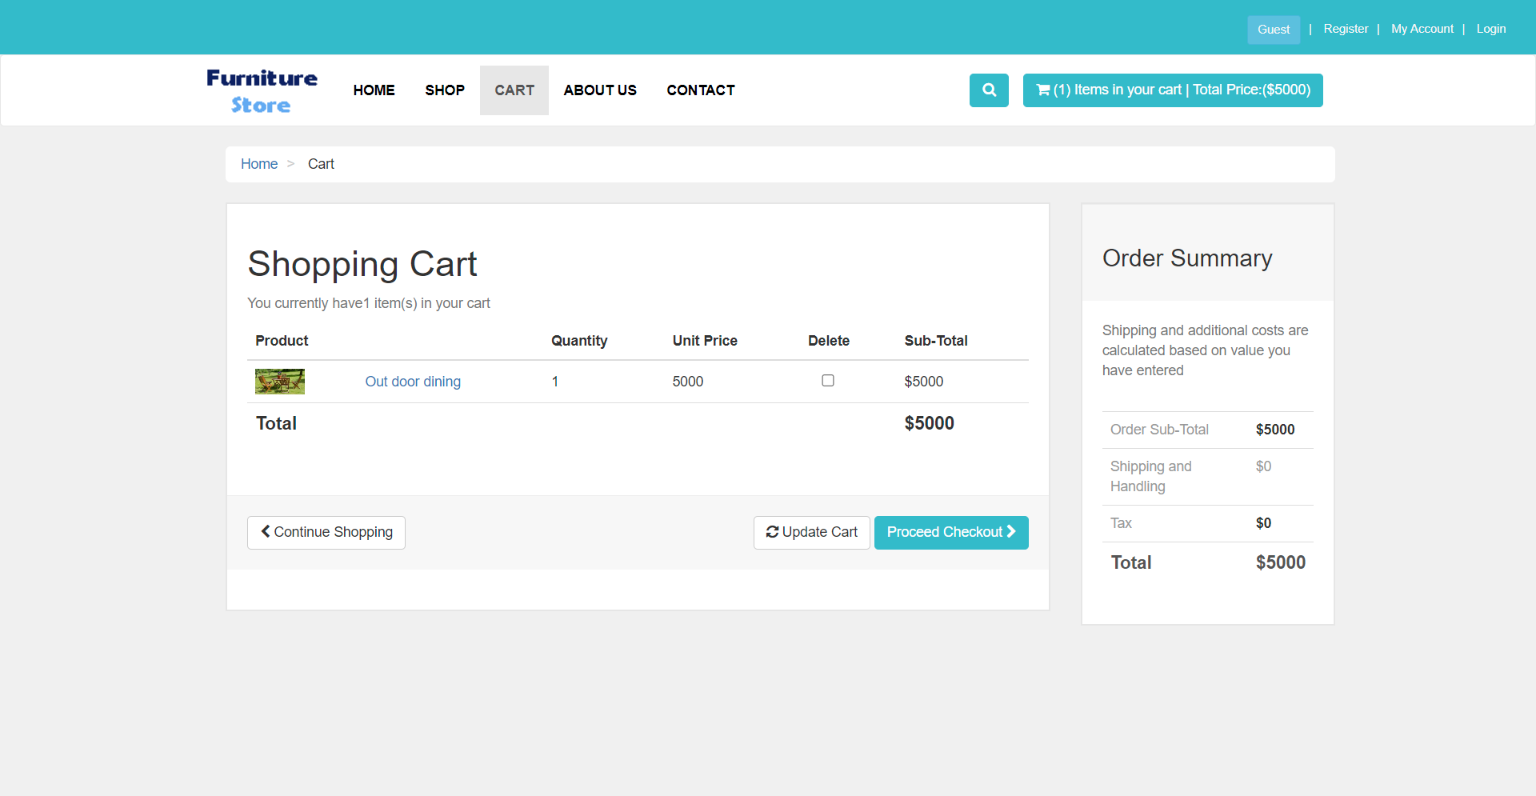 Guest | Register | My Account | Login
Furniture
Store
HOME SHOP CART ABOUT US CONTACT
(1) Items in your cart | Total Price:($5000)
Home > Cart
Shopping Cart
You currently have1 item(s) in your cart
Product Quantity Unit Price Delete Sub-Total
Out door dining 1 5000 $5000
Total $5000
Continue Shopping Update Cart Proceed Checkout
Order Summary
Shipping and additional costs are
calculated based on value you
have entered
Order Sub-Total $5000
Shipping and $0
Handling
Tax $0
Total $5000